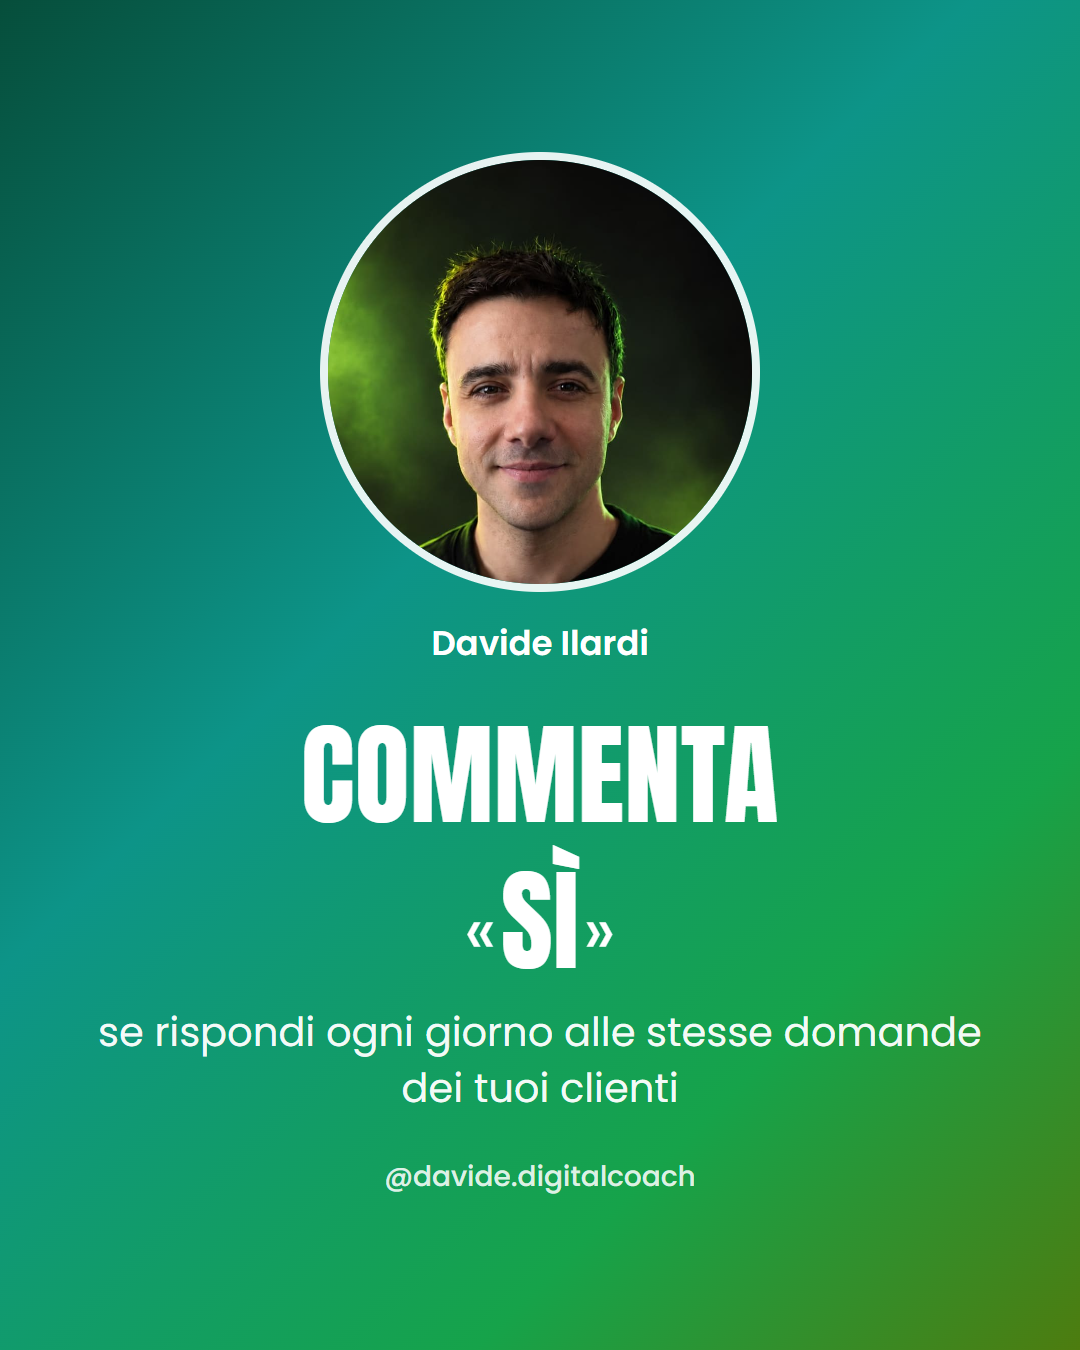 Davide Ilardi
COMMENTA
«SÌ»
se rispondi ogni giorno alle stesse domande
dei tuoi clienti
@davide.digitalcoach